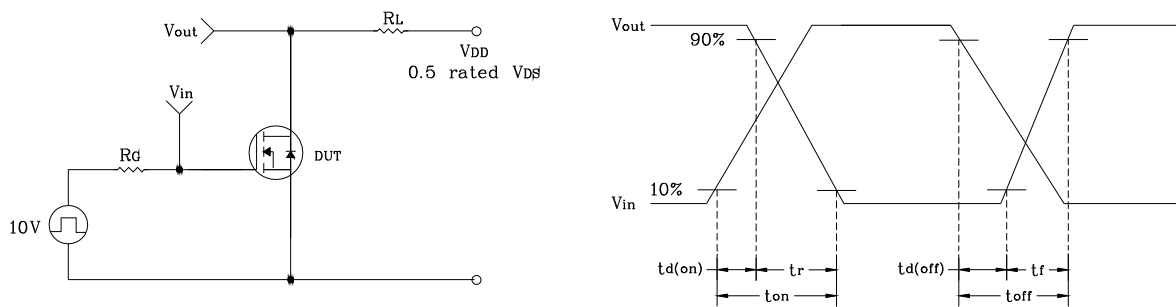 Vout
RL
VDD
0.5 rated VDS
Vin
RG
DUT
10V
Vout
90%
10%
Vin
td(on)
tr
td(off)
tf
ton
toff